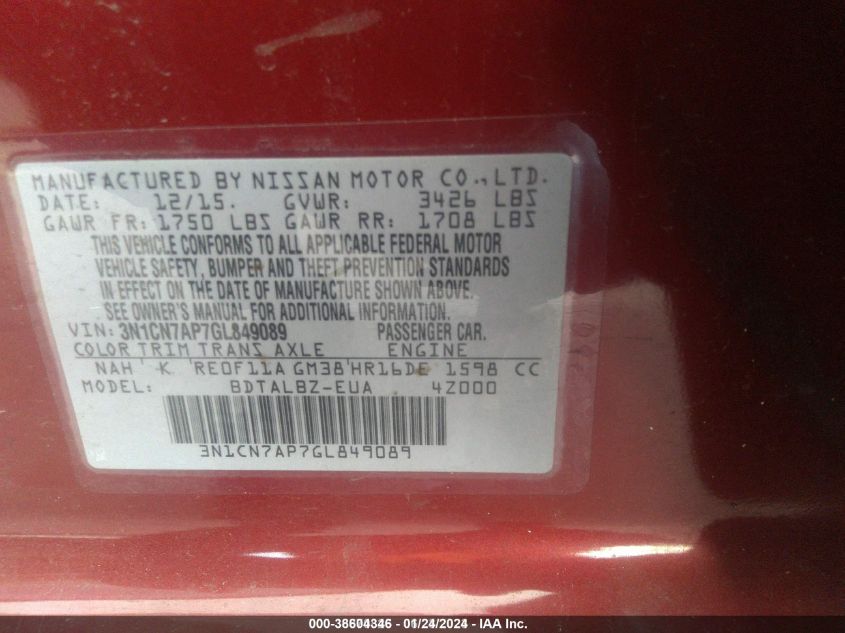 MANUFACTURED BY NISSAN MOTOR CO., LTD.
DATE: 12/15. GVWR: 3426 LBS
GAWR FR: 1750 LBS GAWR RR: 1708 LBS
THIS VEHICLE CONFORMS TO ALL APPLICABLE FEDERAL MOTOR
VEHICLE SAFETY, BUMPER AND THEFT PREVENTION STANDARDS
IN EFFECT ON THE DATE OF MANUFACTURE SHOWN ABOVE.
SEE OWNER'S MANUAL FOR ADDITIONAL INFORMATION.
VIN: 3N1CN7AP7GL849089 PASSENGER CAR.
COLOR TRIM TRANS AXLE ENGINE
NAH 'K 'RE0F11A GM38'HR16DE 1598 CC
MODEL: BDTALBZ-EUA 4Z000
3N1CN7AP7GL849089
000-38604346 - 01/24/2024 - IAA Inc.